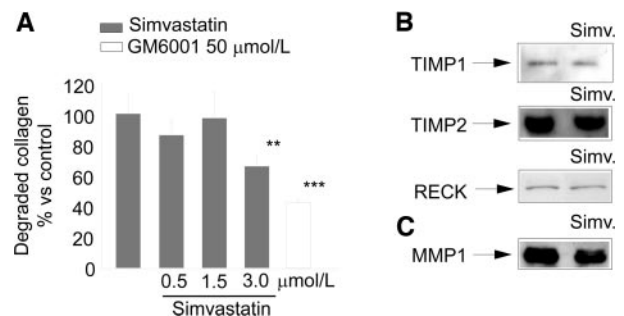 A
Simvastatin
GM6001 50 μmol/L
Degraded collagen
% vs control
120
100
80
60
40
20
0
**
***
0.5 1.5 3.0 μmol/L
Simvastatin
B
Simv.
TIMP1
Simv.
TIMP2
Simv.
RECK
C
Simv.
MMP1